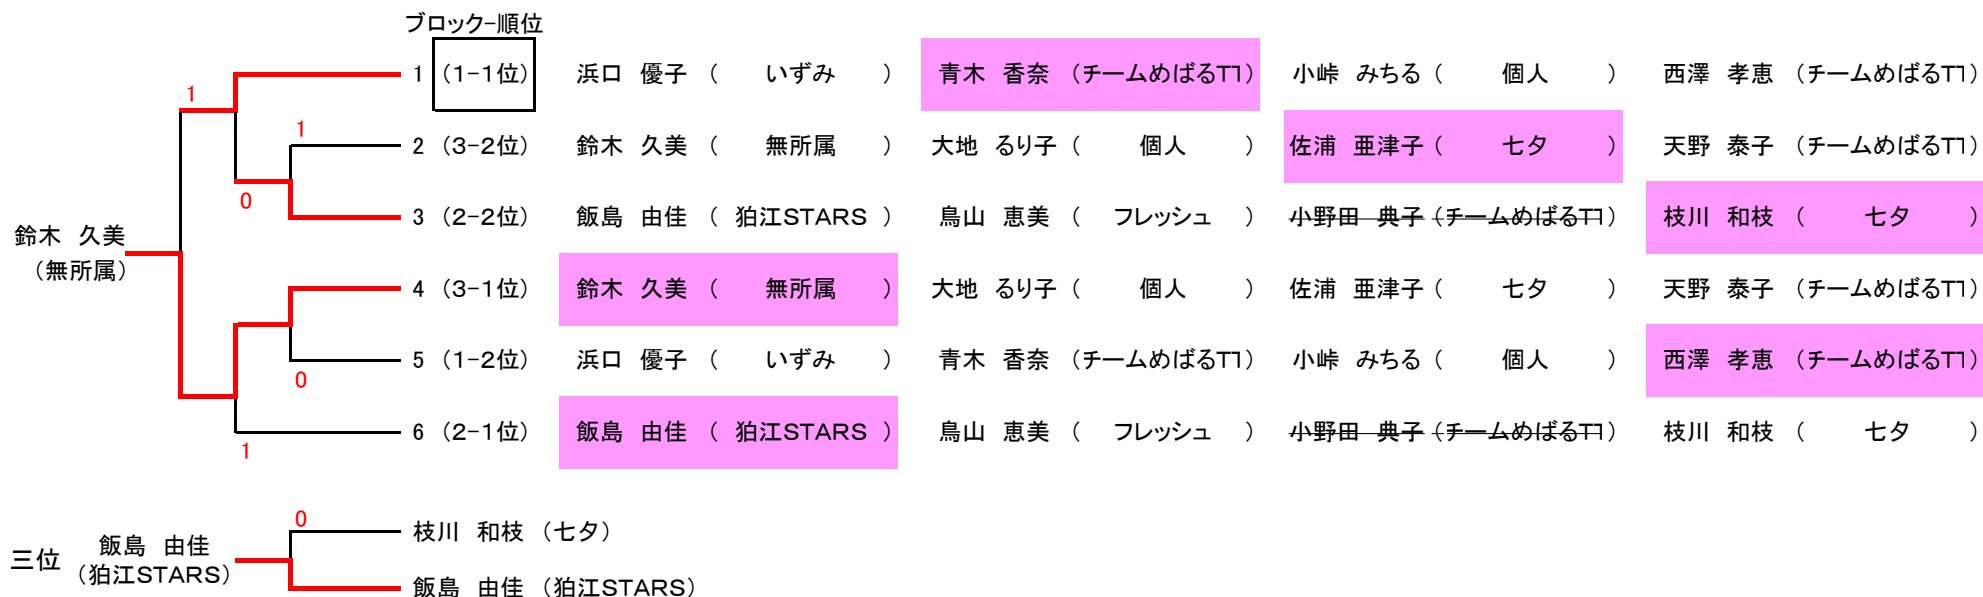 ブロック-順位
1 (1-1位) 浜口 優子 ( いずみ ) 青木 香奈 (チームめばるTT) 小峠 みちる ( 個人 ) 西澤 孝恵 (チームめばるTT)
1
1
2 (3-2位) 鈴木 久美 ( 無所属 ) 大地 るり子 ( 個人 ) 佐浦 亜津子 ( 七夕 ) 天野 泰子 (チームめばるTT)
0
3 (2-2位) 飯島 由佳 ( 狛江STARS ) 鳥山 恵美 ( フレッシュ ) 小野田 典子 (チームめばるTT) 枝川 和枝 ( 七夕 )
鈴木 久美
(無所属)
4 (3-1位) 鈴木 久美 ( 無所属 ) 大地 るり子 ( 個人 ) 佐浦 亜津子 ( 七夕 ) 天野 泰子 (チームめばるTT)
5 (1-2位) 浜口 優子 ( いずみ ) 青木 香奈 (チームめばるTT) 小峠 みちる ( 個人 ) 西澤 孝恵 (チームめばるTT)
0
6 (2-1位) 飯島 由佳 ( 狛江STARS ) 鳥山 恵美 ( フレッシュ ) 小野田 典子 (チームめばるTT) 枝川 和枝 ( 七夕 )
1
0
枝川 和枝 (七夕)
三位 飯島 由佳
(狛江STARS)
飯島 由佳 (狛江STARS)